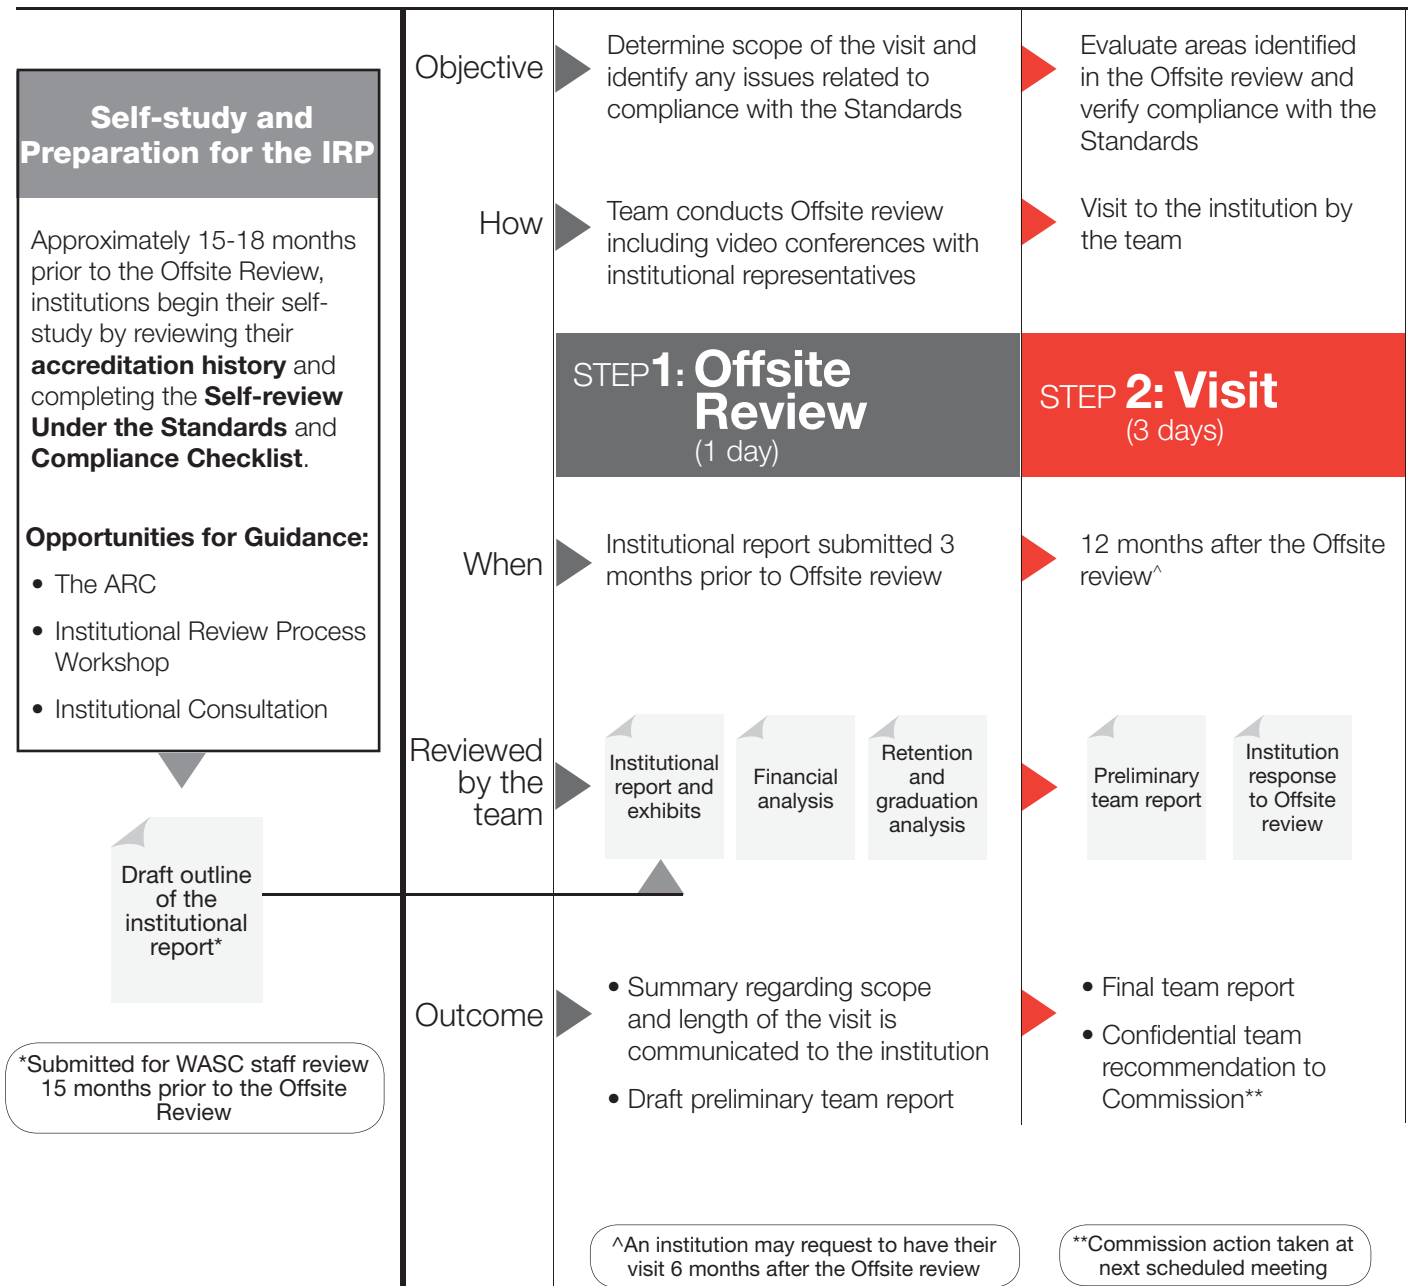 Self-study and
Preparation for the IRP
Approximately 15-18 months
prior to the Offsite Review,
institutions begin their self-
study by reviewing their
accreditation history and
completing the Self-review
Under the Standards and
Compliance Checklist.
Opportunities for Guidance:
• The ARC
• Institutional Review Process
Workshop
• Institutional Consultation
Draft outline
of the
institutional
report*
*Submitted for WASC staff review
15 months prior to the Offsite
Review
Objective
Determine scope of the visit and
identify any issues related to
compliance with the Standards
Evaluate areas identified
in the Offsite review and
verify compliance with the
Standards
How
Team conducts Offsite review
including video conferences with
institutional representatives
Visit to the institution by
the team
STEP 1: Offsite
Review
(1 day)
STEP 2: Visit
(3 days)
When
Institutional report submitted 3
months prior to Offsite review
12 months after the Offsite
review^
Reviewed
by the
team
Institutional
report and
exhibits
Financial
analysis
Retention
and
graduation
analysis
Preliminary
team report
Institution
response
to Offsite
review
Outcome
• Summary regarding scope
and length of the visit is
communicated to the institution
• Draft preliminary team report
• Final team report
• Confidential team
recommendation to
Commission**
^An institution may request to have their
visit 6 months after the Offsite review
**Commission action taken at
next scheduled meeting